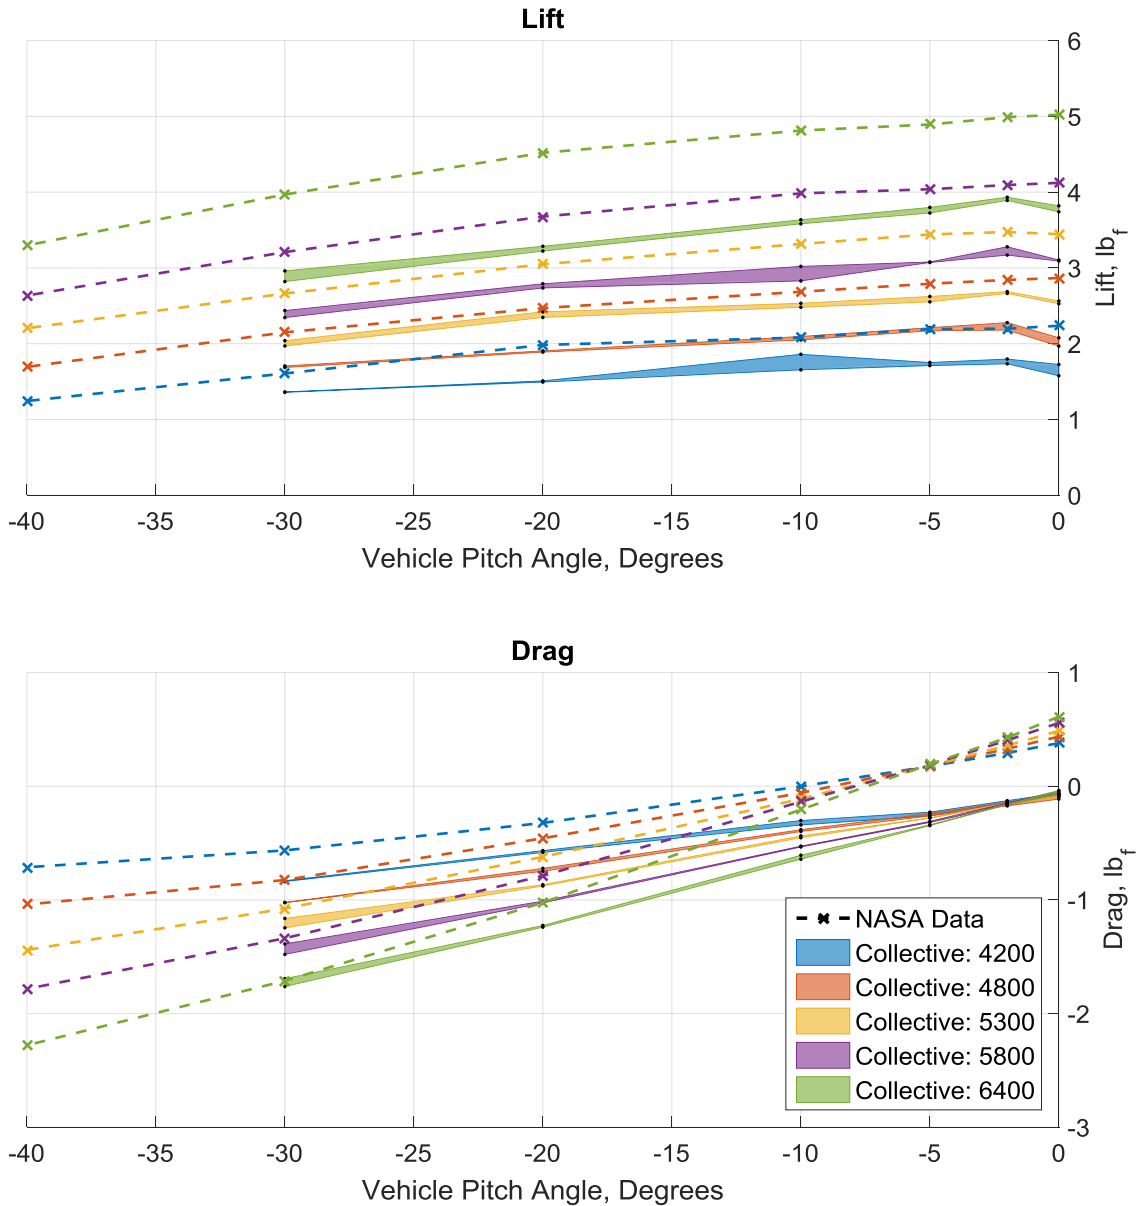 Lift
6
5
4
3
2
1
0
Lift, lb_f
-40 -35 -30 -25 -20 -15 -10 -5 0
Vehicle Pitch Angle, Degrees
Drag
1
0
-1
-2
-3
Drag, lb_f
NASA Data
Collective: 4200
Collective: 4800
Collective: 5300
Collective: 5800
Collective: 6400
-40 -35 -30 -25 -20 -15 -10 -5 0
Vehicle Pitch Angle, Degrees